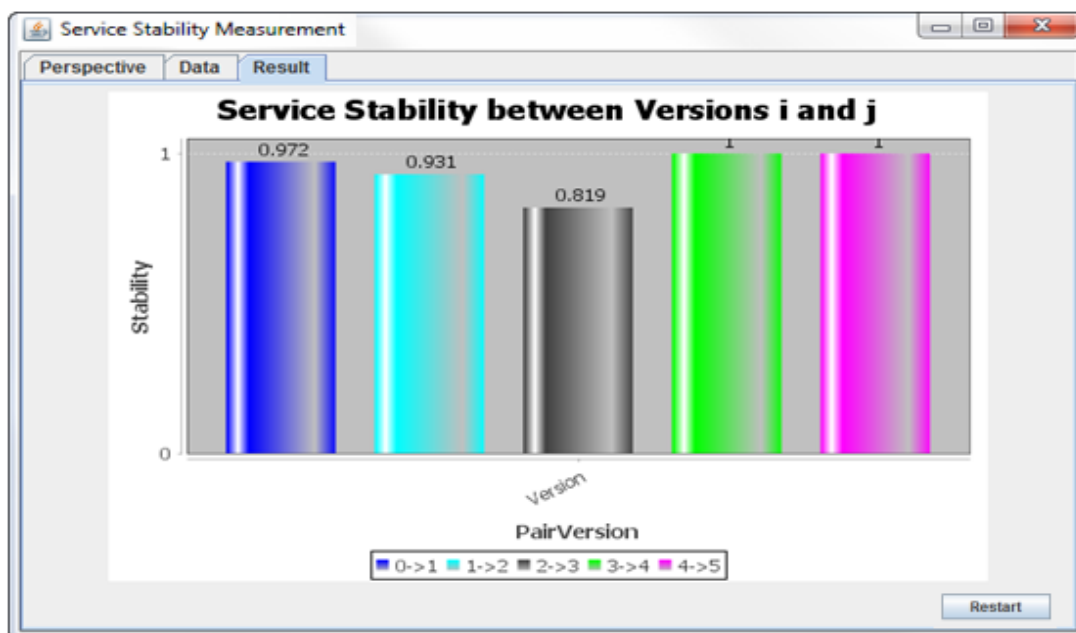 Service Stability Measurement
Perspective Data Result
Service Stability between Versions i and j
1
0.972
0.931
0.819
1
1
Stability
0
Version
PairVersion
0->1 1->2 2->3 3->4 4->5
Restart